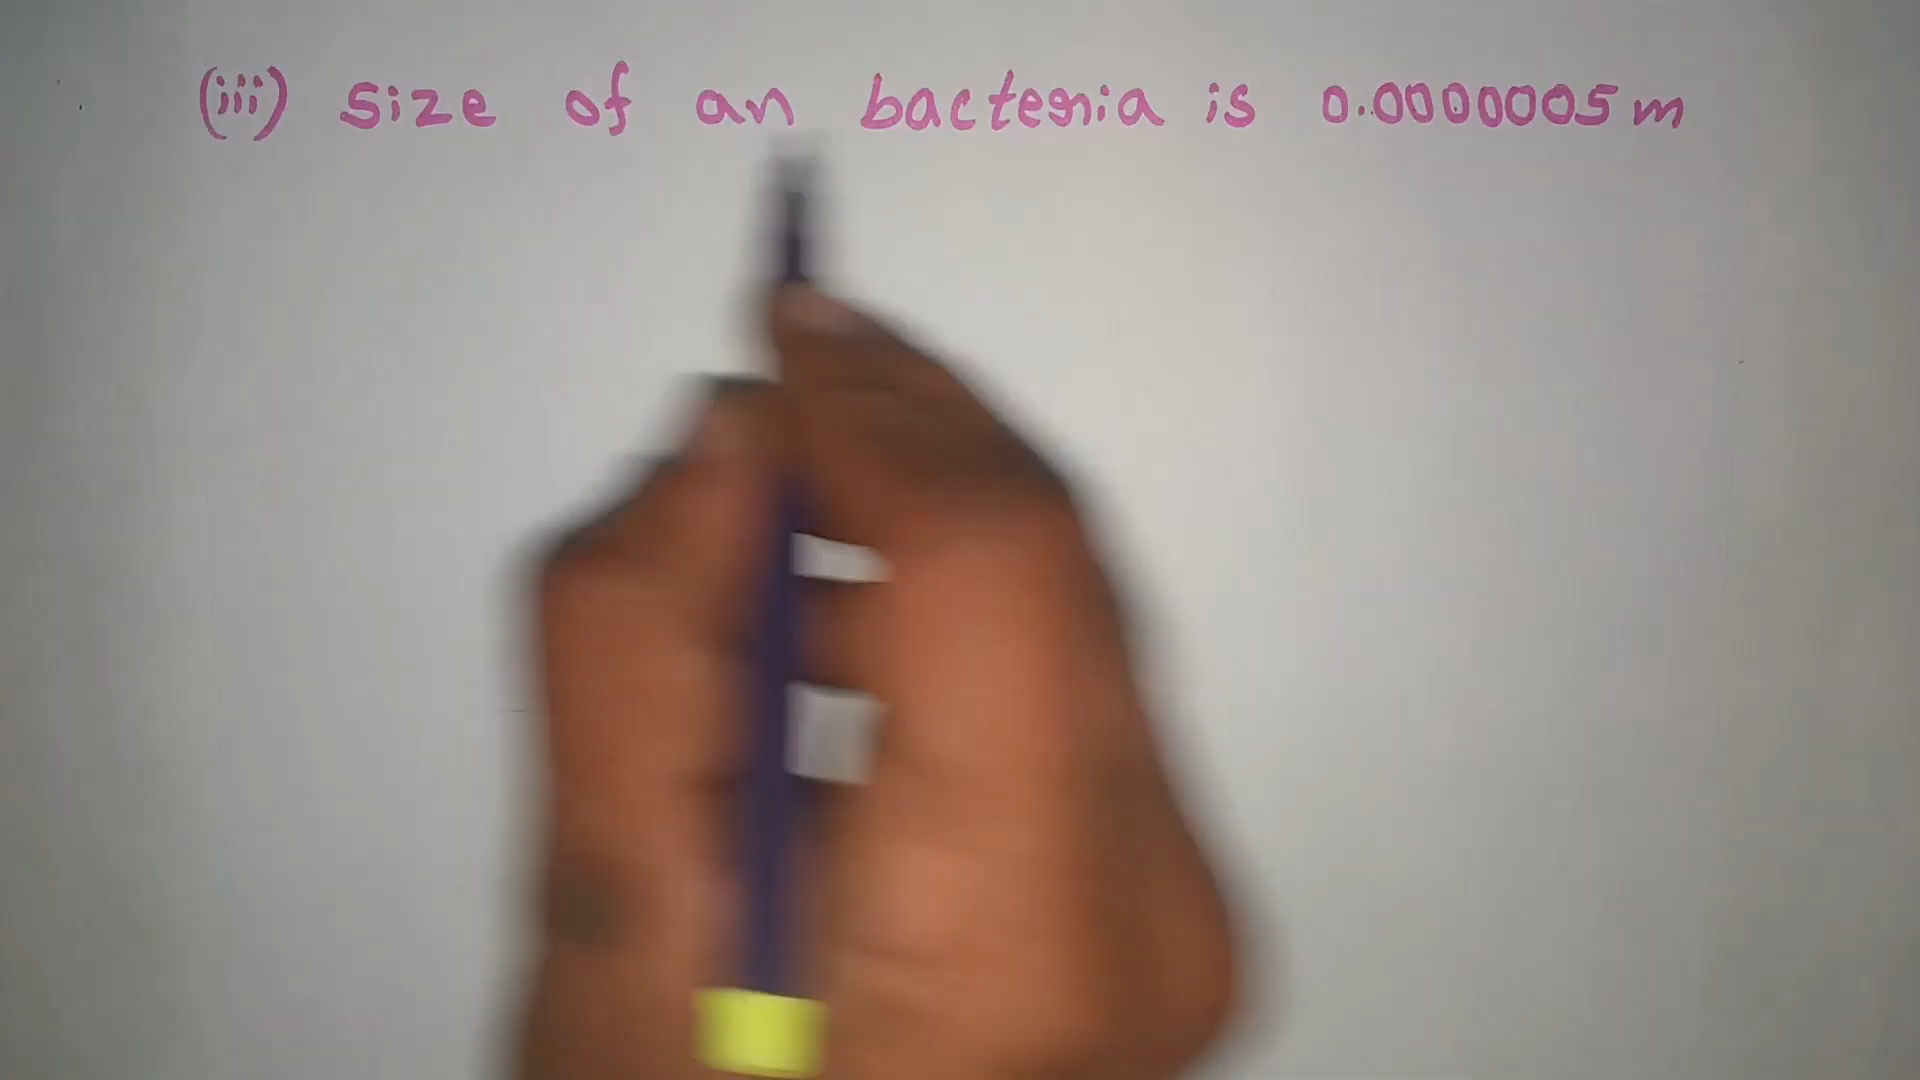 (iii) size of an bacteria is 0.0000005 m